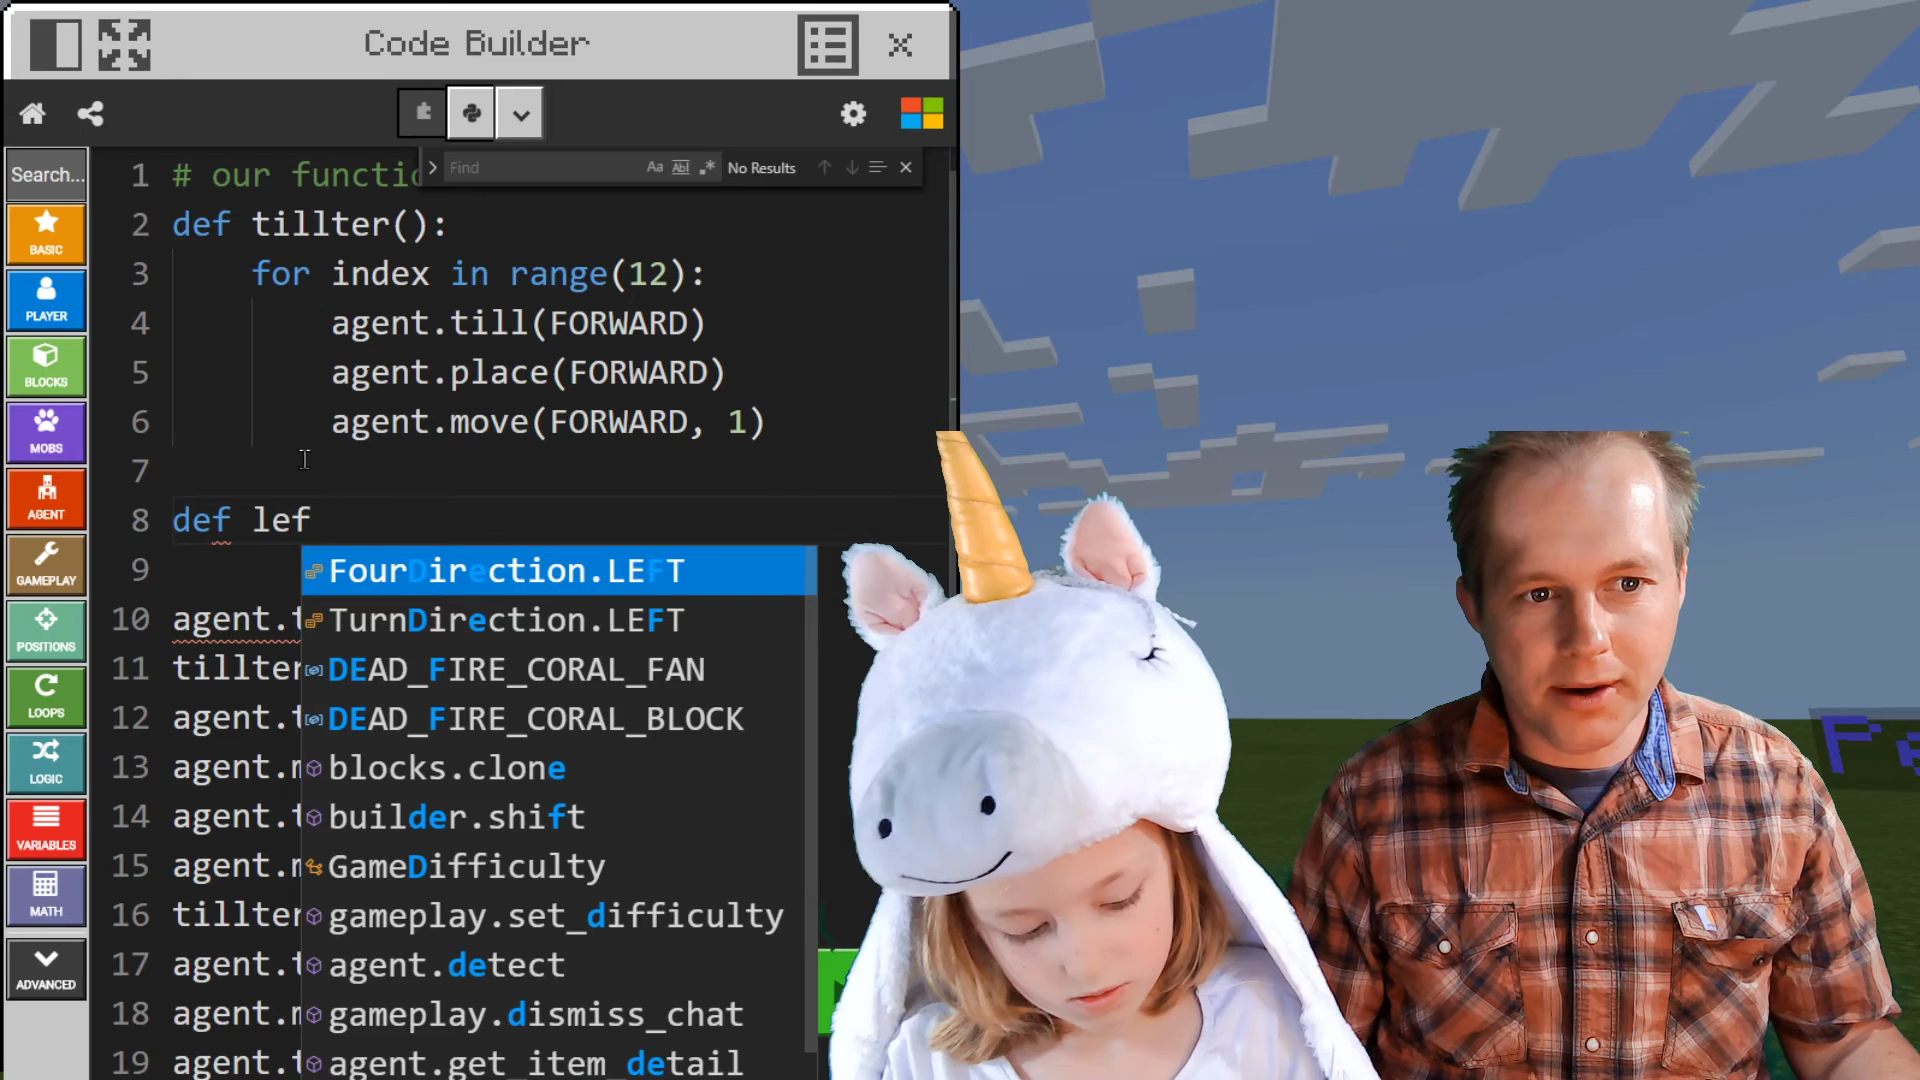 Code Builder
Find
Aa
Abl
No Results
Search...
BASIC
PLAYER
BLOCKS
MOBS
AGENT
GAMEPLAY
POSITIONS
LOOPS
LOGIC
VARIABLES
MATH
ADVANCED
1 # our functio
2 def tillter():
3 for index in range(12):
4 agent.till(FORWARD)
5 agent.place(FORWARD)
6 agent.move(FORWARD, 1)
7
8 def lef
9
10 agent.t
11 tillter
12 agent.t
13 agent.m
14 agent.t
15 agent.m
16 tillter
17 agent.t
18 agent.m
19 agent.t
FourDirection.LEFT
TurnDirection.LEFT
DEAD_FIRE_CORAL_FAN
DEAD_FIRE_CORAL_BLOCK
blocks.clone
builder.shift
GameDifficulty
gameplay.set_difficulty
agent.detect
gameplay.dismiss_chat
agent.get_item_detail
Pe